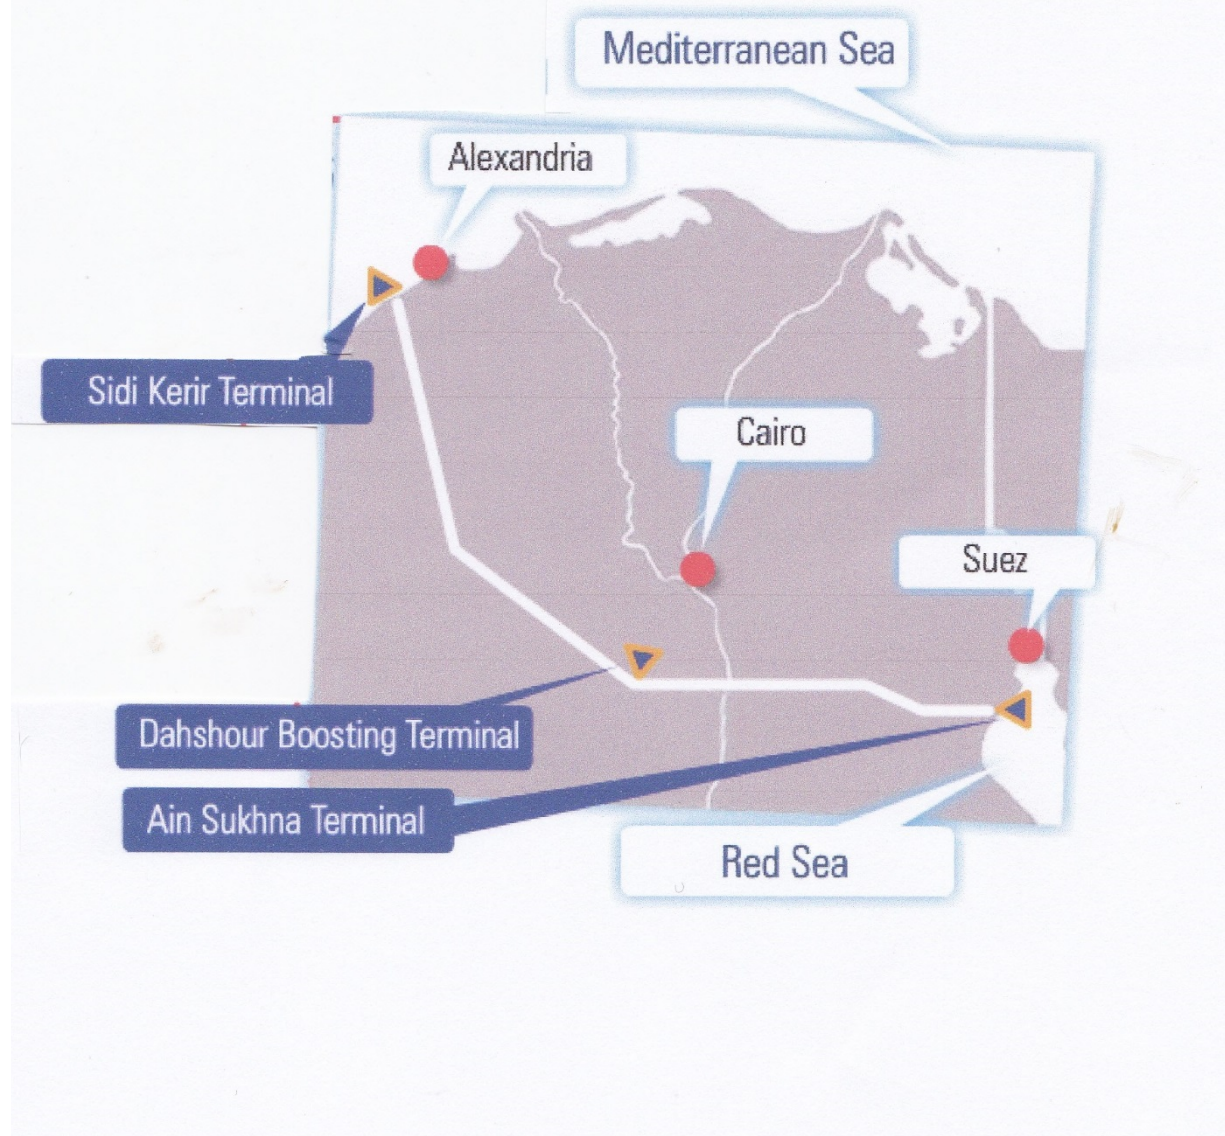 Mediterranean Sea
Alexandria
Sidi Kerir Terminal
Cairo
Suez
Dahshour Boosting Terminal
Ain Sukhna Terminal
Red Sea